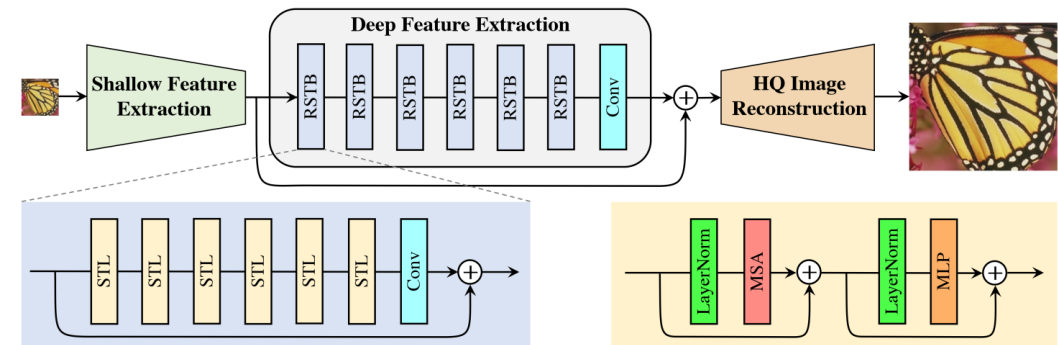 Deep Feature Extraction
Shallow Feature
Extraction
RSTB
RSTB
RSTB
RSTB
RSTB
RSTB
Conv
HQ Image
Reconstruction
STL
STL
STL
STL
STL
STL
Conv
LayerNorm
MSA
LayerNorm
MLP